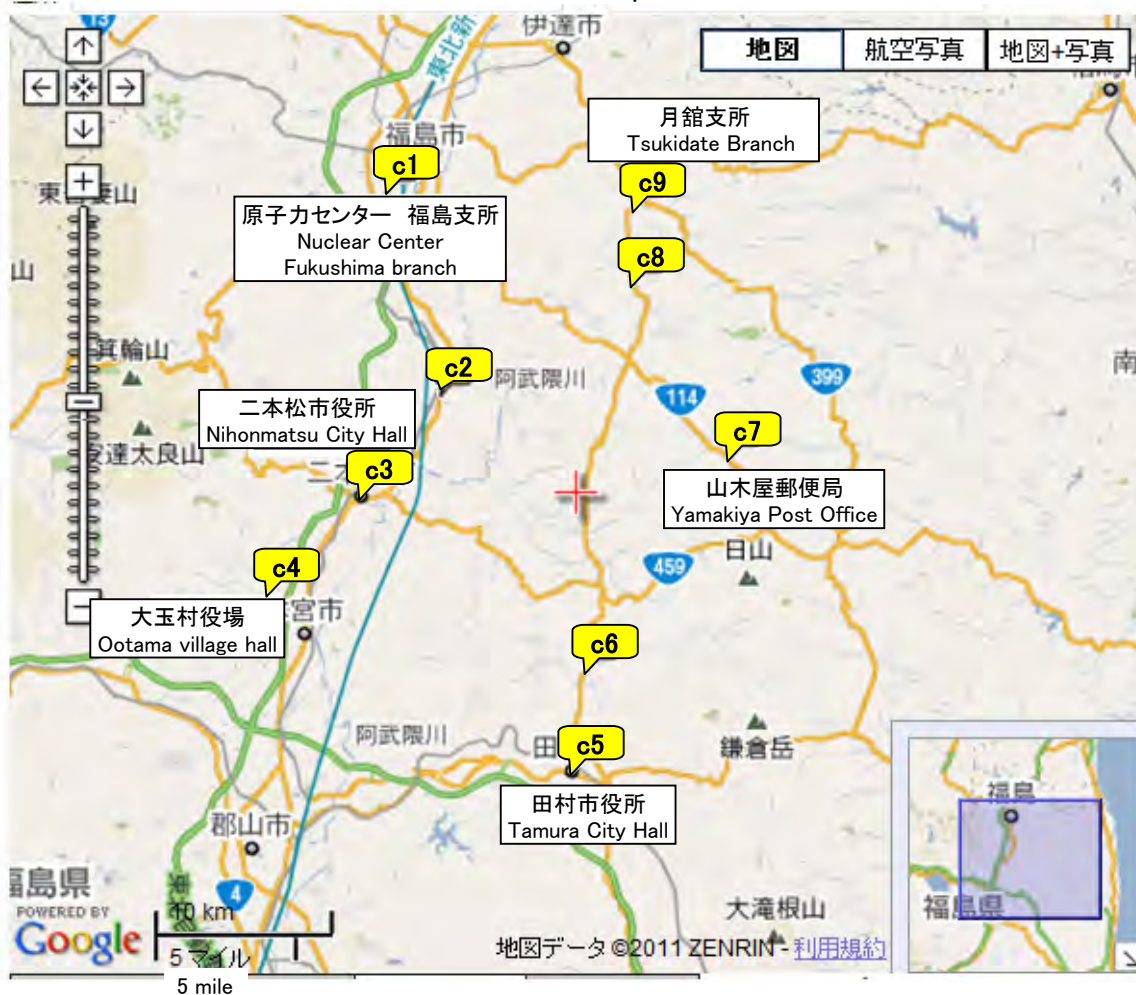 13
東北新
伊達市
地図
航空写真
地図+写真
月舘支所
Tsukidate Branch
福島市
c1
c9
原子力センター 福島支所
Nuclear Center
Fukushima branch
c8
山
箕輪山
c2
阿武隈川
399
114
南
二本松市役所
Nihonmatsu City Hall
安達太良山
c7
c3
山木屋郵便局
Yamakiya Post Office
日山
459
c4
大玉村役場
Ootama village hall
宮市
c6
阿武隈川
田
c5
鎌倉岳
田村市役所
Tamura City Hall
郡山市
福島
福島県
福島県
4
POWERED BY
Google
10 km
5 マイル
5 mile
大滝根山
地図データ ©2011 ZENRIN - 利用規約